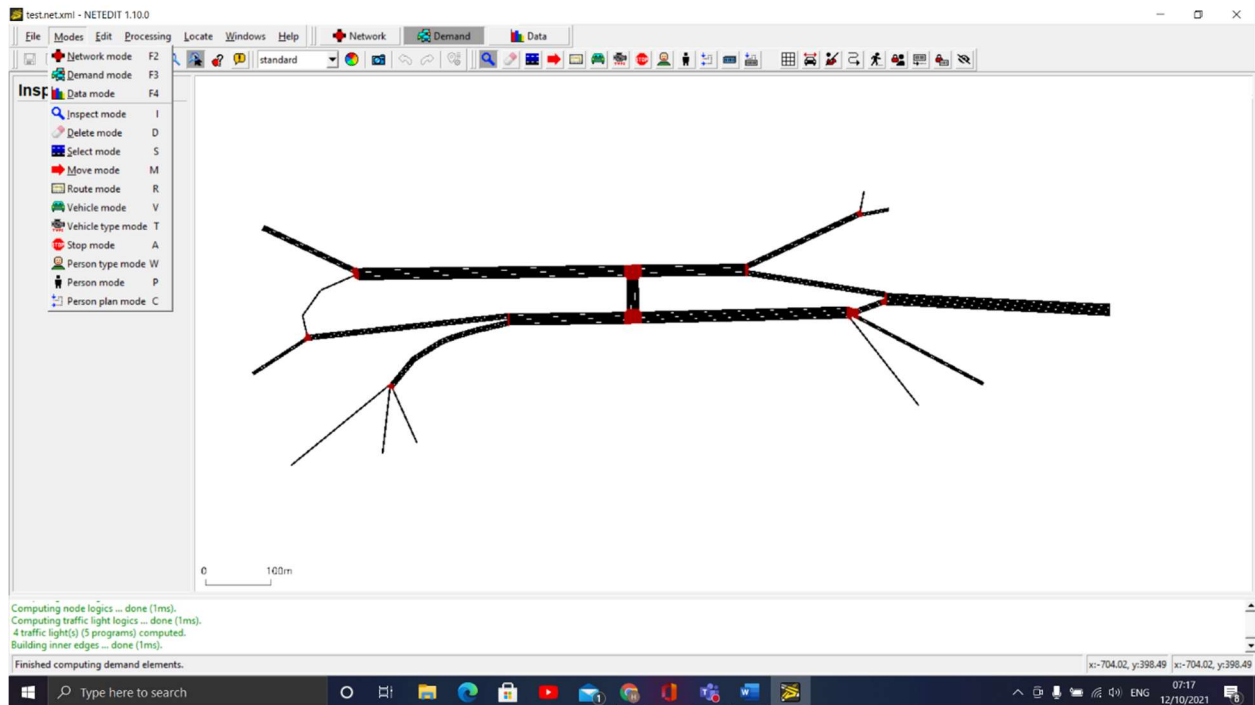 test.net.xml - NETEDIT 1.10.0
File Modes Edit Processing Locate Windows Help Network Demand Data
standard
Network mode F2
Demand mode F3
Data mode F4
Inspect mode I
Delete mode D
Select mode S
Move mode M
Route mode R
Vehicle mode V
Vehicle type mode T
Stop mode A
Person type mode W
Person mode P
Person plan mode C
0 100m
Computing node logics ... done (1ms).
Computing traffic light logics ... done (1ms).
4 traffic light(s) (5 programs) computed.
Building inner edges ... done (1ms).
Finished computing demand elements.
x:-704.02, y:398.49 x:-704.02, y:398.49
Type here to search
ENG
07:17
12/10/2021